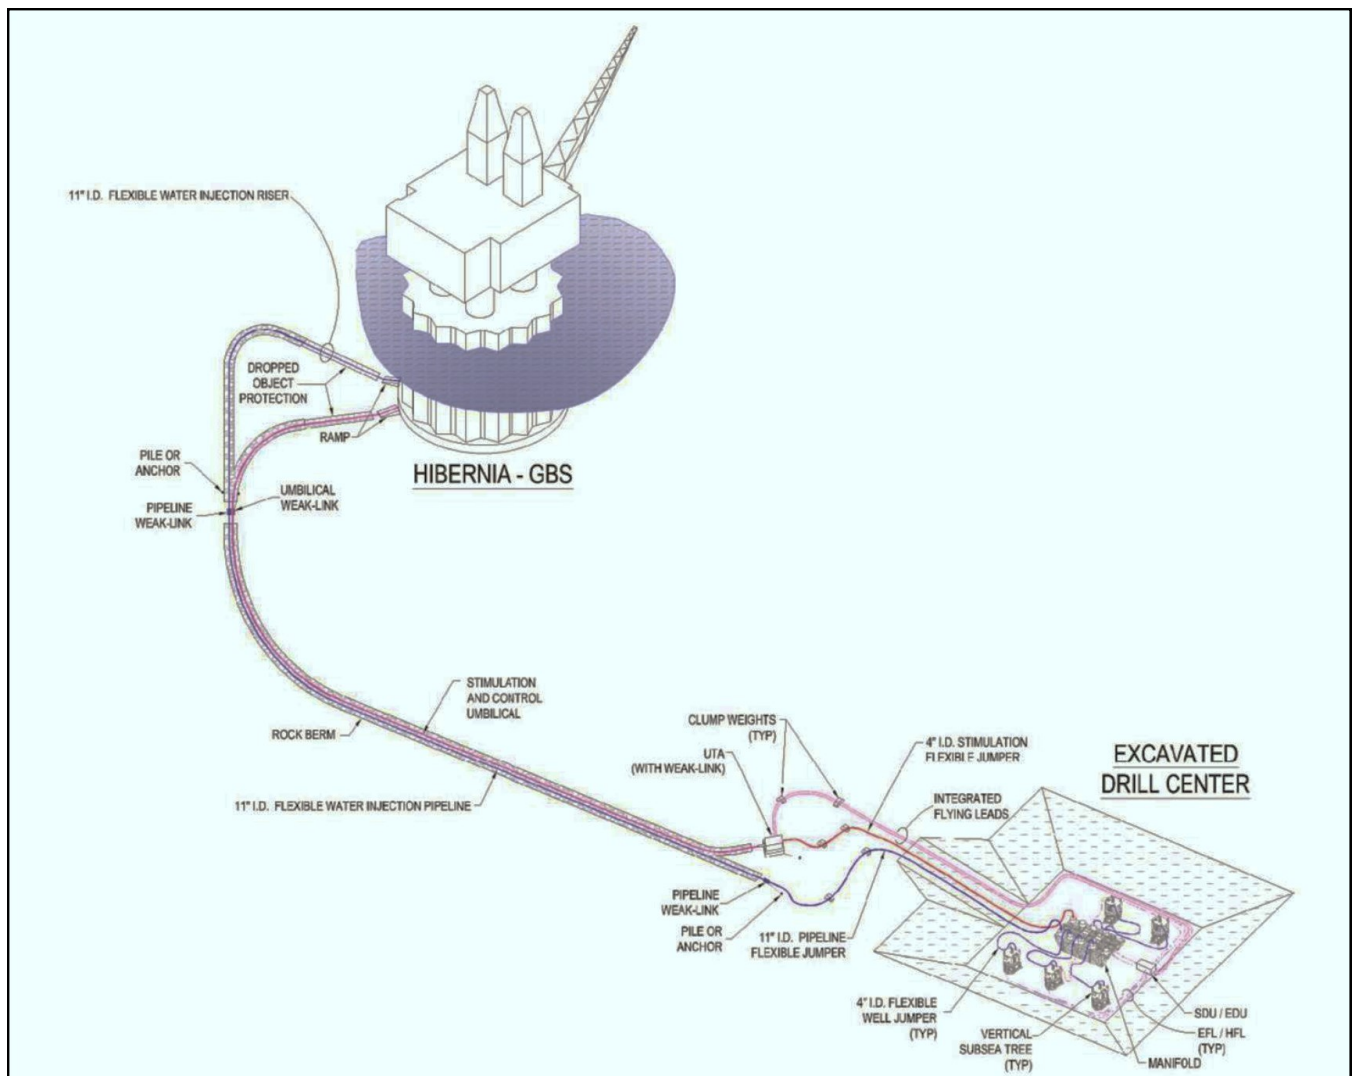 11" I.D. FLEXIBLE WATER INJECTION RISER
DROPPED
OBJECT
PROTECTION
RAMP
HIBERNIA - GBS
PILE OR
ANCHOR
UMBILICAL
WEAK-LINK
PIPELINE
WEAK-LINK
STIMULATION
AND CONTROL
UMBILICAL
ROCK BERM
11" I.D. FLEXIBLE WATER INJECTION PIPELINE
CLUMP WEIGHTS
(TYP)
UTA
(WITH WEAK-LINK)
4" I.D. STIMULATION
FLEXIBLE JUMPER
INTEGRATED
FLYING LEADS
EXCAVATED
DRILL CENTER
PIPELINE
WEAK-LINK
PILE OR
ANCHOR
11" I.D. PIPELINE
FLEXIBLE JUMPER
4" I.D. FLEXIBLE
WELL JUMPER
(TYP)
VERTICAL
SUBSEA TREE
(TYP)
SDU / EDU
EFL / HFL
(TYP)
MANIFOLD